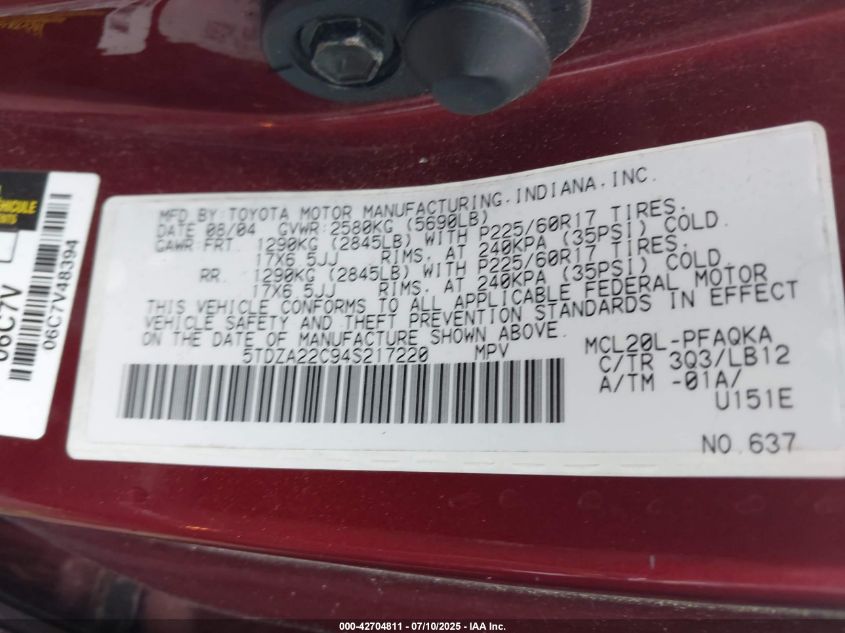 VEHICULE
06C7V
06C7V48394
MFD.BY:TOYOTA MOTOR MANUFACTURING.INDIANA.INC.
DATE 08/04 GVWR:2580KG (5690LB)
GAWR:FRT. 1290KG (2845LB) WITH P225/60R17 TIRES.
17X6.5JJ RIMS. AT 240KPA (35PSI) COLD.
RR. 1290KG (2845LB) WITH P225/60R17 TIRES.
17X6.5JJ RIMS. AT 240KPA (35PSI) COLD.
THIS VEHICLE CONFORMS TO ALL APPLICABLE FEDERAL MOTOR
VEHICLE SAFETY AND THEFT PREVENTION STANDARDS IN EFFECT
ON THE DATE OF MANUFACTURE SHOWN ABOVE.
5TDZA22C94S217220 MPV
MCL20L-PFAQKA
C/TR 3Q3/LB12
A/TM -01A/
U151E
NO.637
000-42704811 - 07/10/2025 - IAA, Inc.